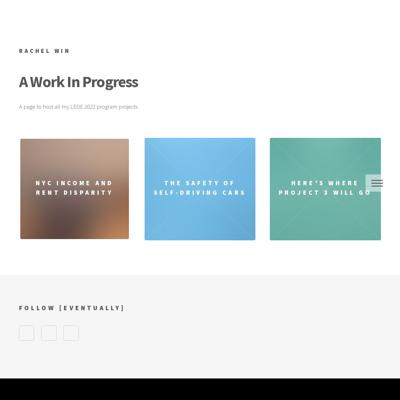 RACHEL WIN
A Work In Progress
A page to host all my LEDE 2022 program projects
NYC INCOME AND
RENT DISPARITY
THE SAFETY OF
SELF-DRIVING CARS
HERE'S WHERE
PROJECT 3 WILL GO
FOLLOW [EVENTUALLY]